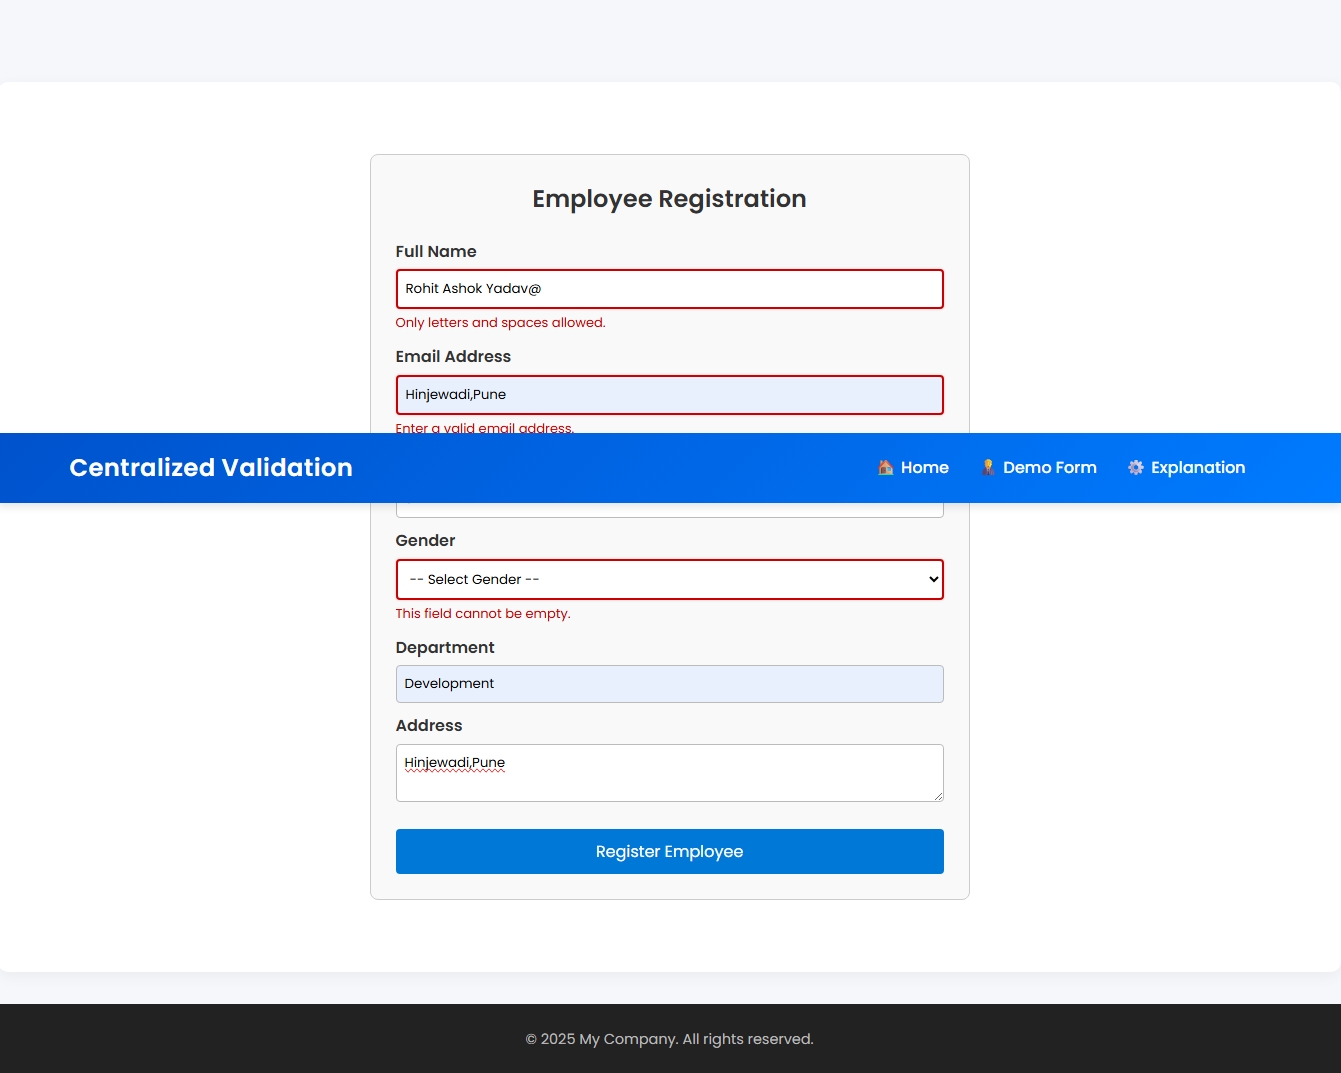 Employee Registration
Full Name
Rohit Ashok Yadav@
Only letters and spaces allowed.
Email Address
Hinjewadi,Pune
Enter a valid email address.
Centralized Validation
Home
Demo Form
Explanation
Gender
-- Select Gender --
This field cannot be empty.
Department
Development
Address
Hinjewadi,Pune
Register Employee
© 2025 My Company. All rights reserved.